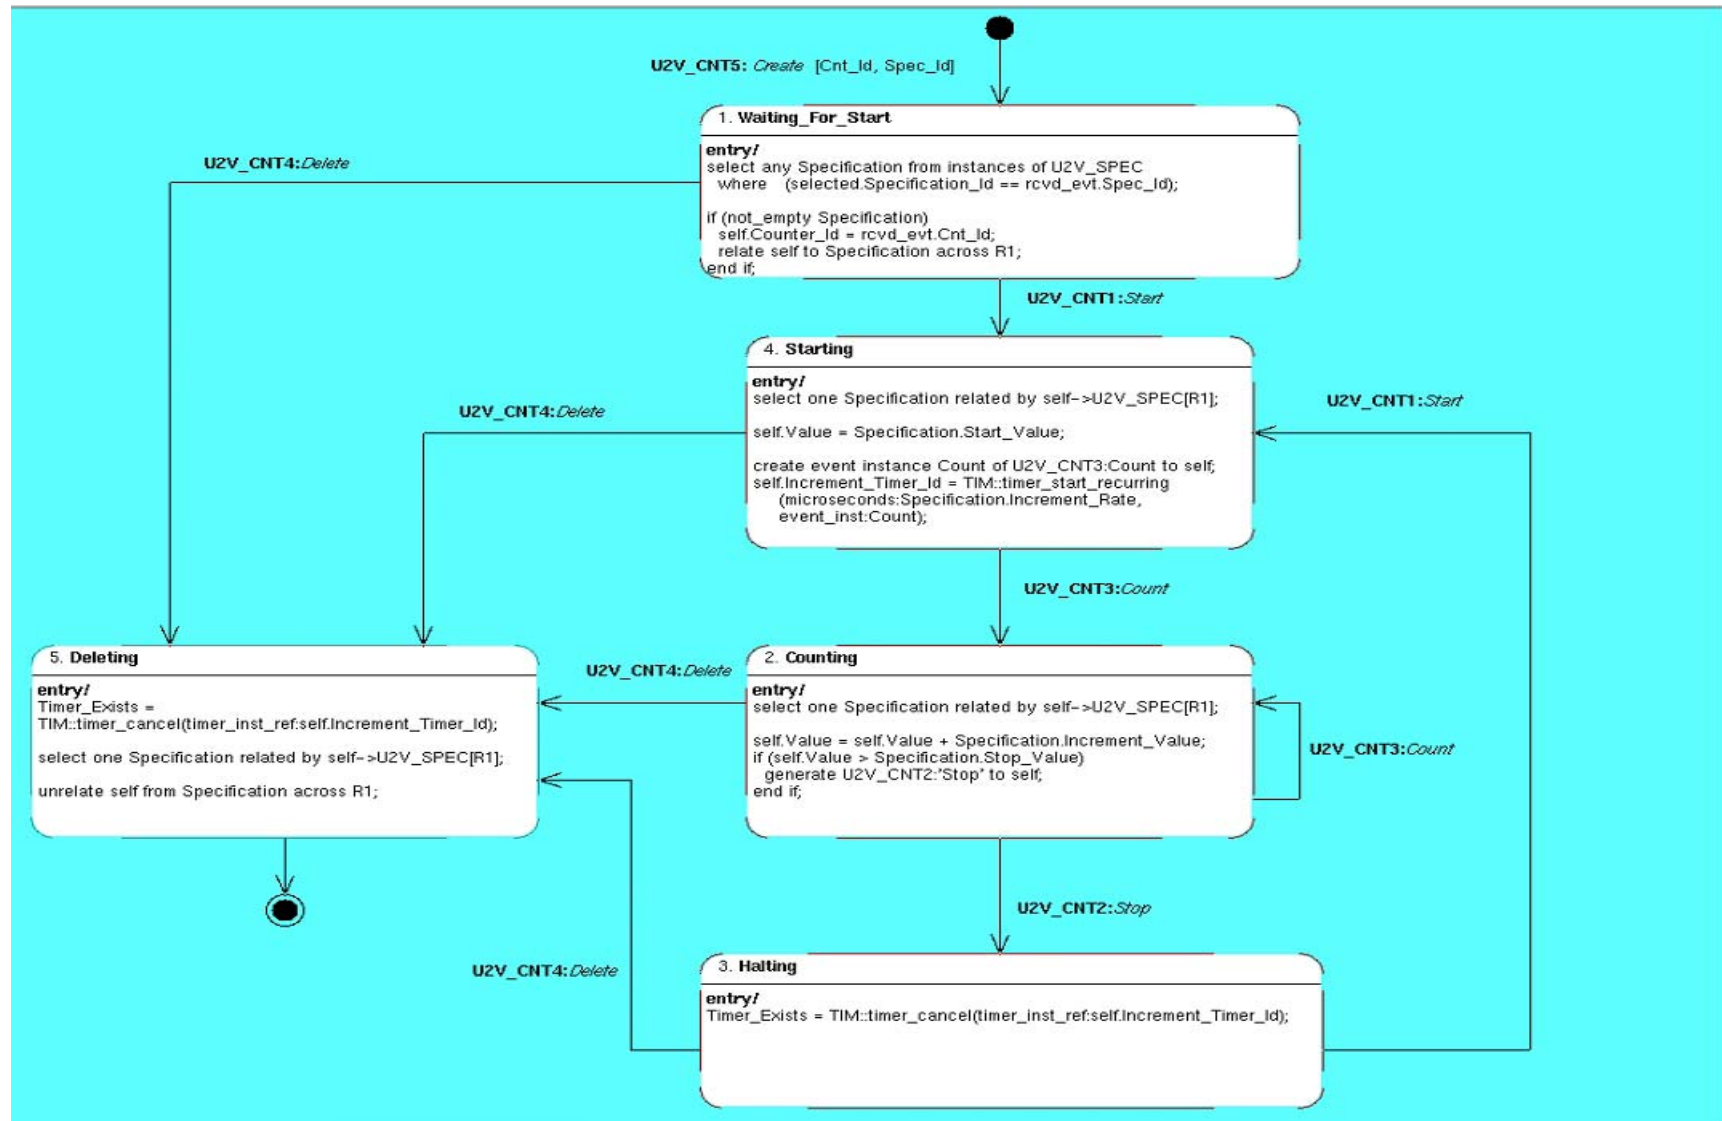 U2V_CNT5: Create [Cnt_Id, Spec_Id]
1. Waiting_For_Start
entry/
select any Specification from instances of U2V_SPEC
where (selected.Specification_Id == rcvd_evt.Spec_Id);
if (not_empty Specification)
self.Counter_Id = rcvd_evt.Cnt_Id;
relate self to Specification across R1;
end if;
U2V_CNT4:Delete
U2V_CNT1:Start
4. Starting
entry/
select one Specification related by self->U2V_SPEC[R1];
self.Value = Specification.Start_Value;
create event instance Count of U2V_CNT3:Count to self;
self.Increment_Timer_Id = TIM::timer_start_recurring
(microseconds:Specification.Increment_Rate,
event_inst:Count);
U2V_CNT4:Delete
U2V_CNT1:Start
U2V_CNT3:Count
5. Deleting
entry/
Timer_Exists =
TIM::timer_cancel(timer_inst_ref:self.Increment_Timer_Id);
select one Specification related by self->U2V_SPEC[R1];
unrelate self from Specification across R1;
U2V_CNT4:Delete
2. Counting
entry/
select one Specification related by self->U2V_SPEC[R1];
self.Value = self.Value + Specification.Increment_Value;
if (self.Value > Specification.Stop_Value)
generate U2V_CNT2:'Stop' to self;
end if;
U2V_CNT3:Count
U2V_CNT2:Stop
U2V_CNT4:Delete
3. Halting
entry/
Timer_Exists = TIM::timer_cancel(timer_inst_ref:self.Increment_Timer_Id);